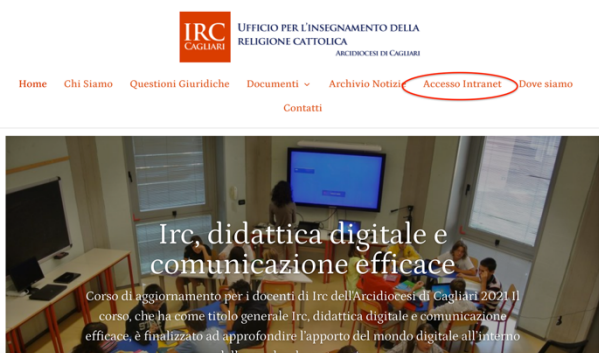 IRC
CAGLIARI
UFFICIO PER L'INSEGNAMENTO DELLA
RELIGIONE CATTOLICA
ARCIDIOCESI DI CAGLIARI
Home Chi Siamo Questioni Giuridiche Documenti Archivio Notizie Accesso Intranet Dove siamo
Contatti
Irc, didattica digitale e
comunicazione efficace
Corso di aggiornamento per i docenti di Irc dell'Arcidiocesi di Cagliari 2021 Il
corso, che ha come titolo generale Irc, didattica digitale e comunicazione
efficace, è finalizzato ad approfondire l'apporto del mondo digitale all'interno